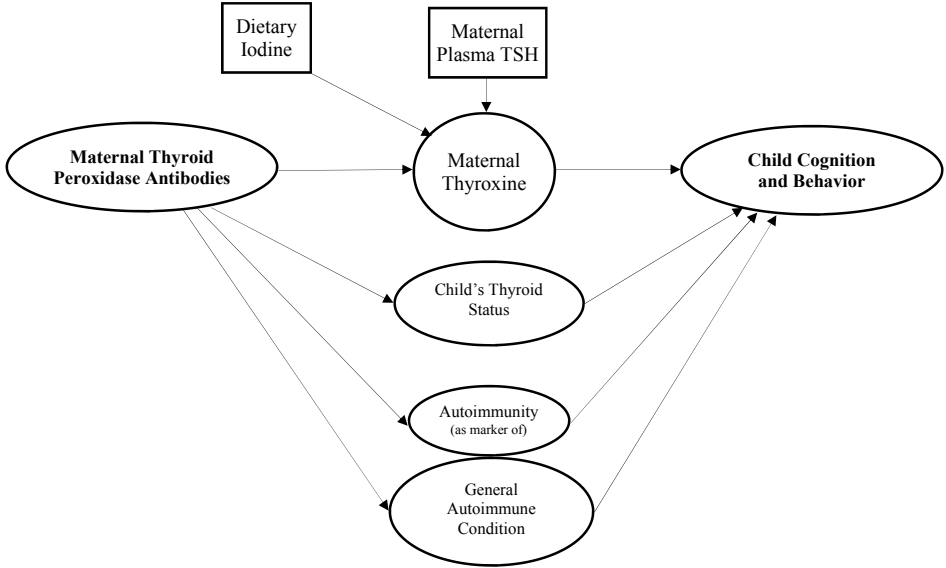 Dietary
Iodine
Maternal
Plasma TSH
Maternal Thyroid
Peroxidase Antibodies
Maternal
Thyroxine
Child Cognition
and Behavior
Child’s Thyroid
Status
Autoimmunity
(as marker of)
General
Autoimmune
Condition